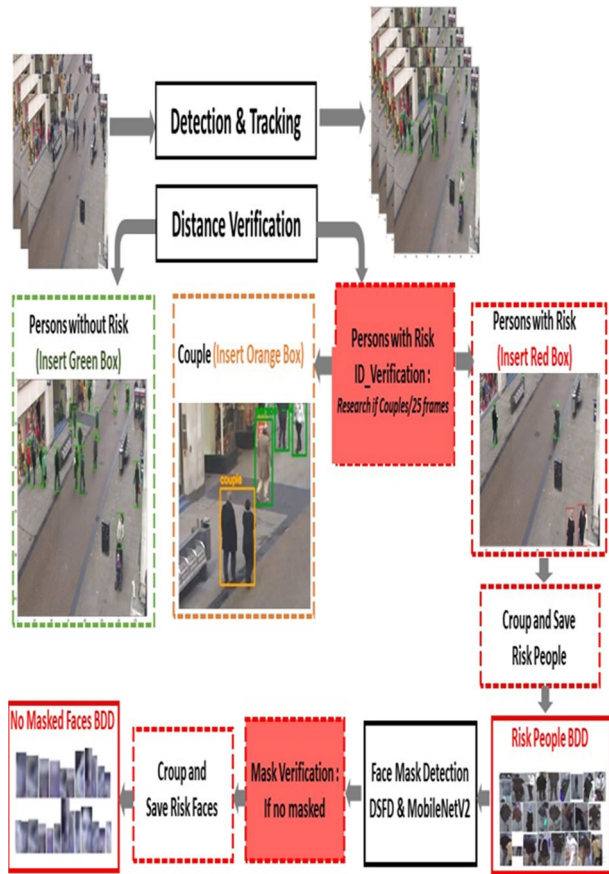 Detection & Tracking
Distance Verification
Persons without Risk
(Insert Green Box)
Couple (Insert Orange Box)
couple
Persons with Risk
ID_Verification :
Research if Couples/25 frames
Persons with Risk
(Insert Red Box)
Croup and Save
Risk People
No Masked Faces BDD
Croup and
Save Risk Faces
Mask Verification :
If no masked
Face Mask Detection
DSFD & MobileNetV2
Risk People BDD